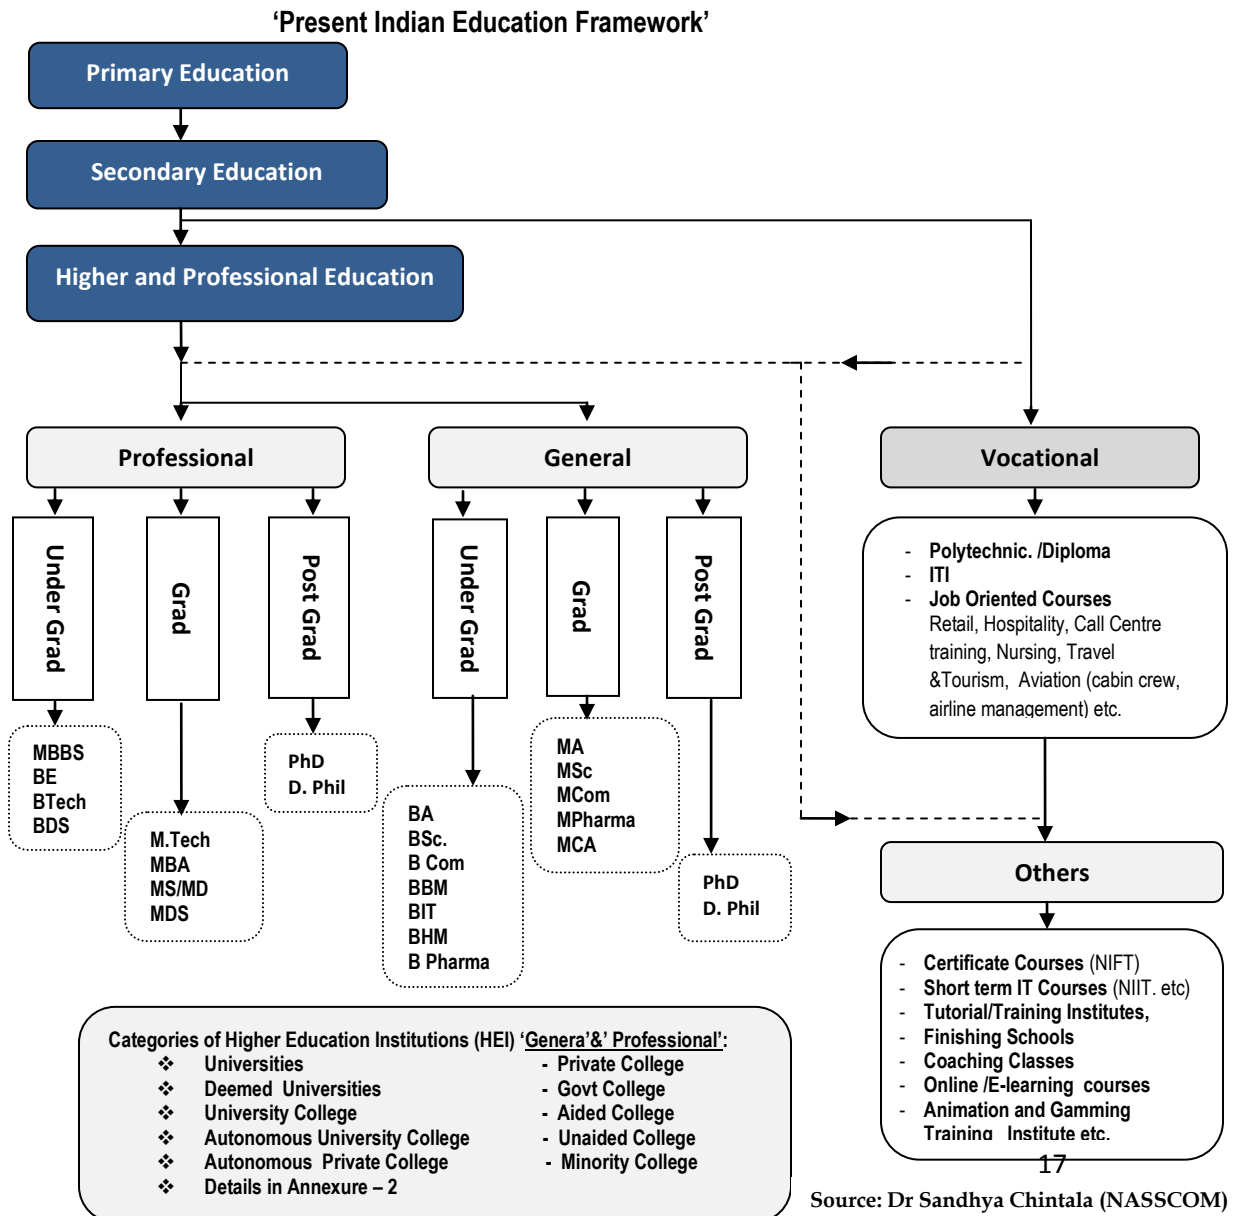 ‘Present Indian Education Framework’
Primary Education
Secondary Education
Higher and Professional Education
Professional
General
Vocational
Under Grad
Grad
Post Grad
Under Grad
Grad
Post Grad
- Polytechnic. /Diploma
- ITI
- Job Oriented Courses
Retail, Hospitality, Call Centre
training, Nursing, Travel
&Tourism, Aviation (cabin crew,
airline management) etc.
MBBS
BE
BTech
BDS
M.Tech
MBA
MS/MD
MDS
PhD
D. Phil
BA
BSc.
B Com
BBM
BIT
BHM
B Pharma
MA
MSc
MCom
MPharma
MCA
PhD
D. Phil
Others
- Certificate Courses (NIFT)
- Short term IT Courses (NIIT. etc)
- Tutorial/Training Institutes,
- Finishing Schools
- Coaching Classes
- Online /E-learning courses
- Animation and Gamming
Training Institute etc.
Categories of Higher Education Institutions (HEI) ‘Genera’&’ Professional’:
❖ Universities - Private College
❖ Deemed Universities - Govt College
❖ University College - Aided College
❖ Autonomous University College - Unaided College
❖ Autonomous Private College - Minority College
❖ Details in Annexure – 2
17
Source: Dr Sandhya Chintala (NASSCOM)